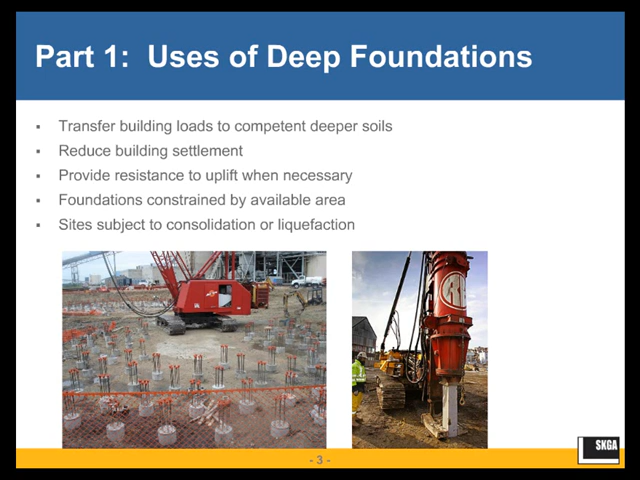 Part 1: Uses of Deep Foundations
▪ Transfer building loads to competent deeper soils
▪ Reduce building settlement
▪ Provide resistance to uplift when necessary
▪ Foundations constrained by available area
▪ Sites subject to consolidation or liquefaction
- 3 -
SKGA